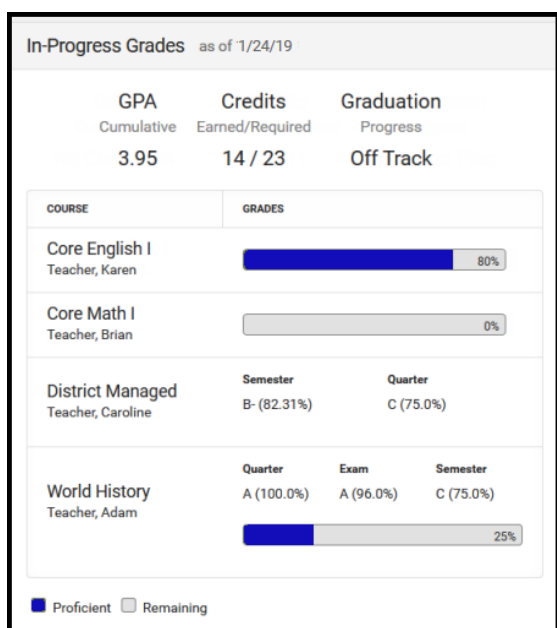 In-Progress Grades as of 1/24/19
GPA Credits Graduation
Cumulative Earned/Required Progress
3.95 14 / 23 Off Track
COURSE GRADES
Core English I
Teacher, Karen
80%
Core Math I
Teacher, Brian
0%
District Managed
Teacher, Caroline
Semester Quarter
B- (82.31%) C (75.0%)
World History
Teacher, Adam
Quarter Exam Semester
A (100.0%) A (96.0%) C (75.0%)
25%
Proficient Remaining